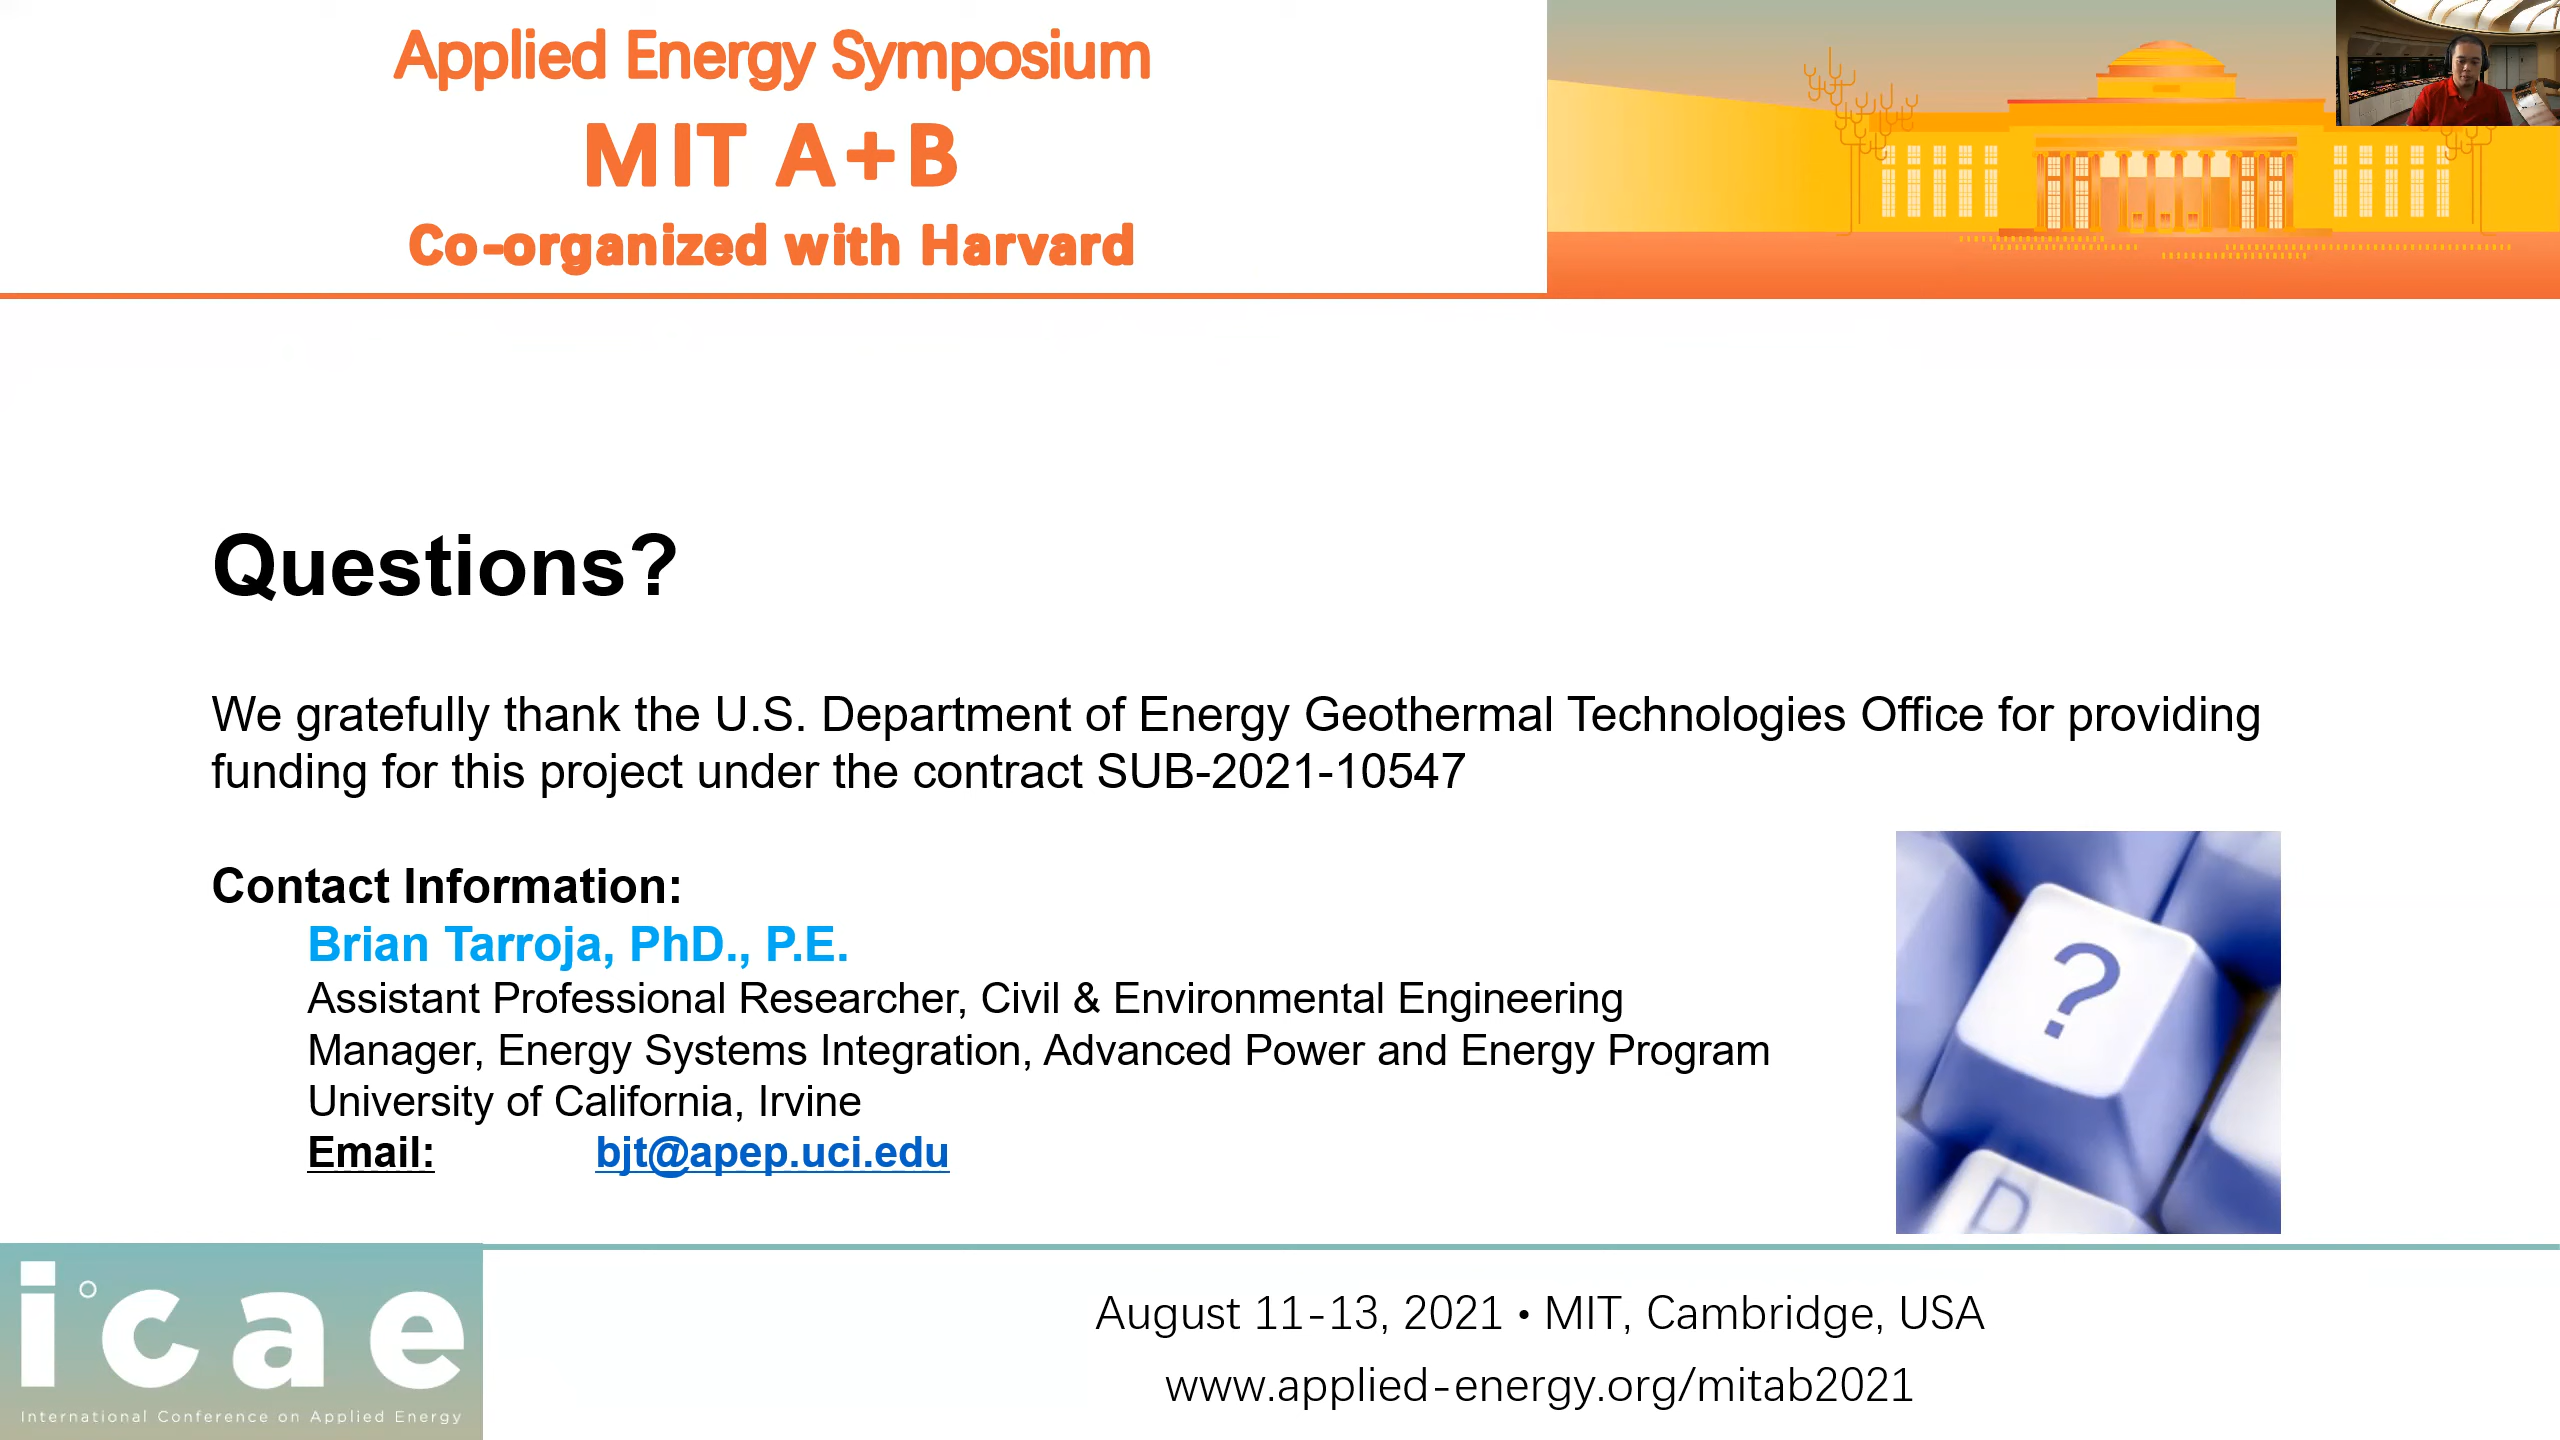 Applied Energy Symposium
MIT A+B
Co-organized with Harvard
Questions?
We gratefully thank the U.S. Department of Energy Geothermal Technologies Office for providing
funding for this project under the contract SUB-2021-10547
Contact Information:
Brian Tarroja, PhD., P.E.
Assistant Professional Researcher, Civil & Environmental Engineering
Manager, Energy Systems Integration, Advanced Power and Energy Program
University of California, Irvine
Email: bjt@apep.uci.edu
?
P
i°cae
International Conference on Applied Energy
August 11-13, 2021 • MIT, Cambridge, USA
www.applied-energy.org/mitab2021